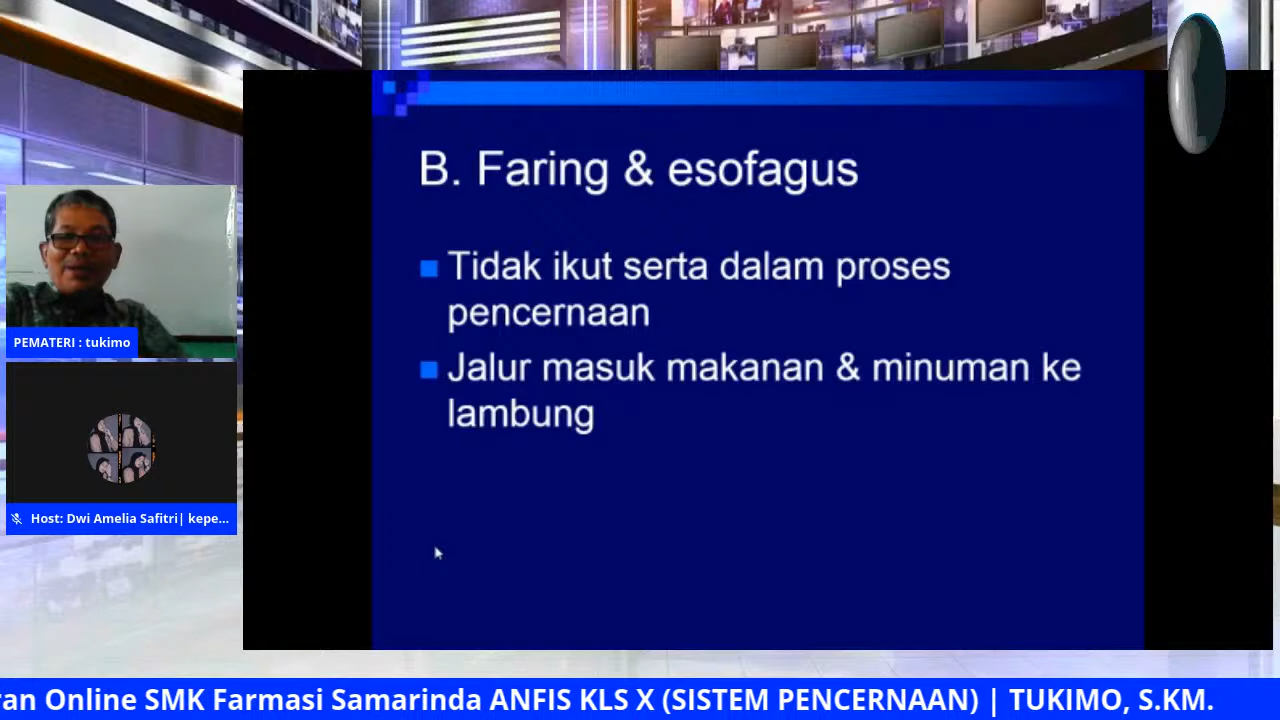 B. Faring & esofagus
Tidak ikut serta dalam proses
pencernaan
Jalur masuk makanan & minuman ke
lambung
PEMATERI : tukimo
Host: Dwi Amelia Safitri| kepe...
ran Online SMK Farmasi Samarinda ANFIS KLS X (SISTEM PENCERNAAN) | TUKIMO, S.KM.